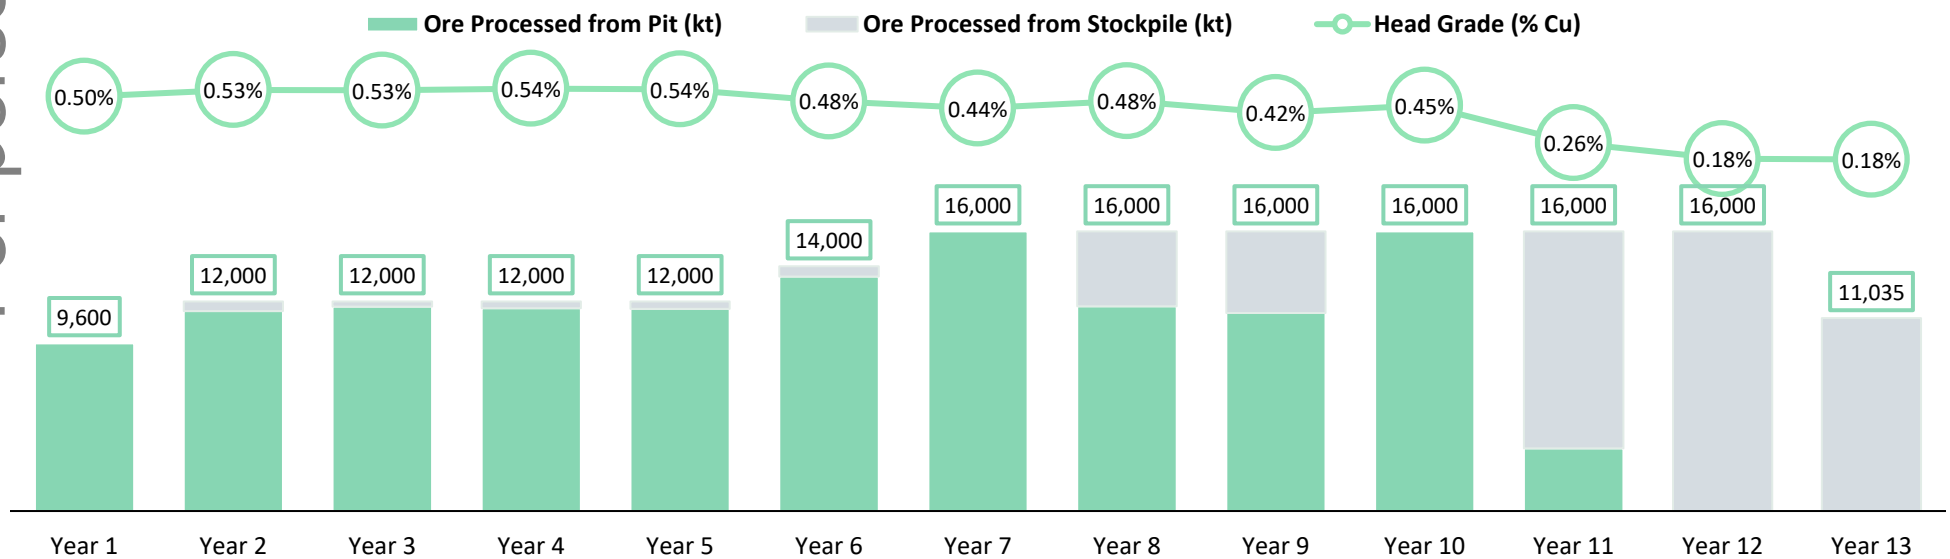 Ore Processed from Pit (kt) Ore Processed from Stockpile (kt) Head Grade (% Cu)
0.50% 0.53% 0.53% 0.54% 0.54% 0.48% 0.44% 0.48% 0.42% 0.45% 0.26% 0.18% 0.18%
9,600 12,000 12,000 12,000 12,000 14,000 16,000 16,000 16,000 16,000 16,000 16,000 11,035
Year 1 Year 2 Year 3 Year 4 Year 5 Year 6 Year 7 Year 8 Year 9 Year 10 Year 11 Year 12 Year 13